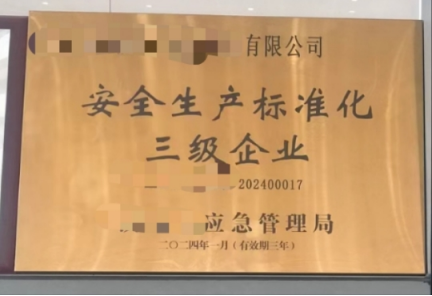 有限公司
安全生产标准化
三级企业
202400017
应急管理局
二〇二四年一月(有效期三年)